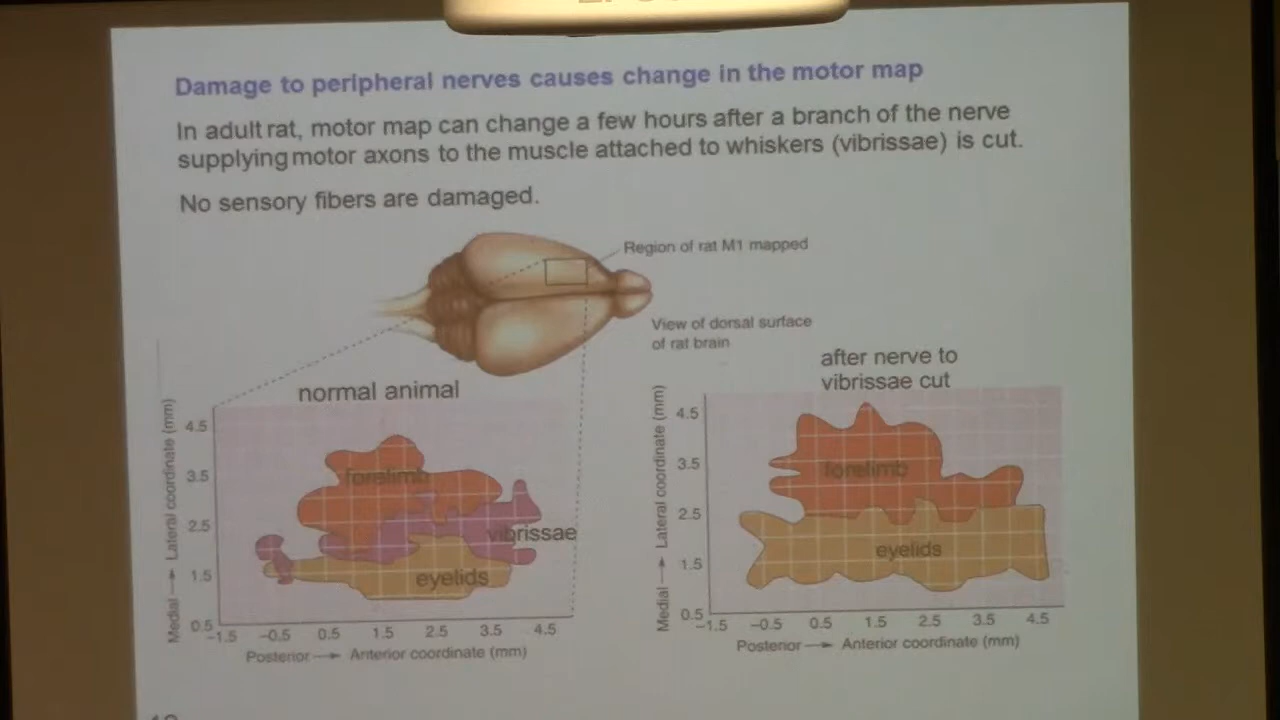 Damage to peripheral nerves causes change in the motor map
In adult rat, motor map can change a few hours after a branch of the nerve
supplying motor axons to the muscle attached to whiskers (vibrissae) is cut.
No sensory fibers are damaged.
Region of rat M1 mapped
View of dorsal surface
of rat brain
normal animal
Medial → Lateral coordinate (mm)
4.5
3.5
2.5
1.5
0.5
forelimb
vibrissae
eyelids
–1.5 –0.5 0.5 1.5 2.5 3.5 4.5
Posterior → Anterior coordinate (mm)
after nerve to
vibrissae cut
Medial → Lateral coordinate (mm)
4.5
3.5
2.5
1.5
0.5
forelimb
eyelids
–1.5 –0.5 0.5 1.5 2.5 3.5 4.5
Posterior → Anterior coordinate (mm)